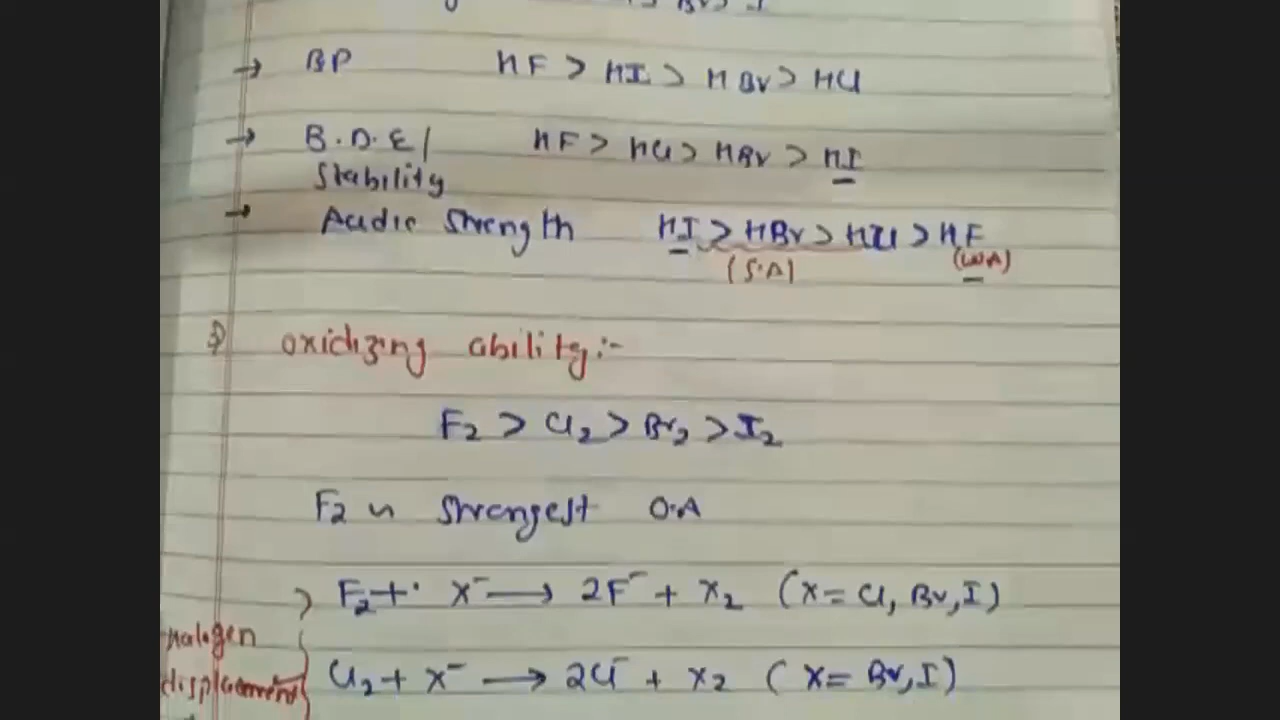 → BP HF > HI > HBr > HCl
→ B.D.E/ HF > HCl > HBr > HI
Stability
→ Acidic Strength HI > HBr > HCl > HF
(S.A) (W.A)
oxidizing ability:-
F2 > Cl2 > Br2 > I2
F2 is strongest O.A
F2 + X⁻ → 2F⁻ + X2 (X = Cl, Br, I)
halogen
displacement Cl2 + X⁻ → 2Cl⁻ + X2 (X = Br, I)